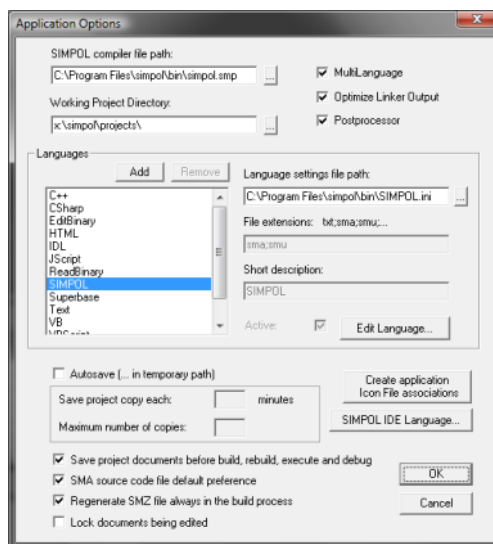 Application Options
SIMPOL compiler file path:
C:\Program Files\simpol\bin\simpol.smp
...
MultiLanguage
Optimize Linker Output
Postprocessor
Working Project Directory:
x:\simpol\projects\
...
Languages
Add
Remove
C++
CSharp
EditBinary
HTML
IDL
JScript
ReadBinary
SIMPOL
Superbase
Text
VB
VBScript
Language settings file path:
C:\Program Files\simpol\bin\SIMPOL.ini
...
File extensions: txt;sma;smu;...
sma;smu
Short description:
SIMPOL
Active:
Edit Language...
Autosave (... in temporary path)
Save project copy each: minutes
Maximum number of copies:
Create application
Icon File associations
SIMPOL IDE Language...
Save project documents before build, rebuild, execute and debug
SMA source code file default preference
Regenerate SMZ file always in the build process
Lock documents being edited
OK
Cancel